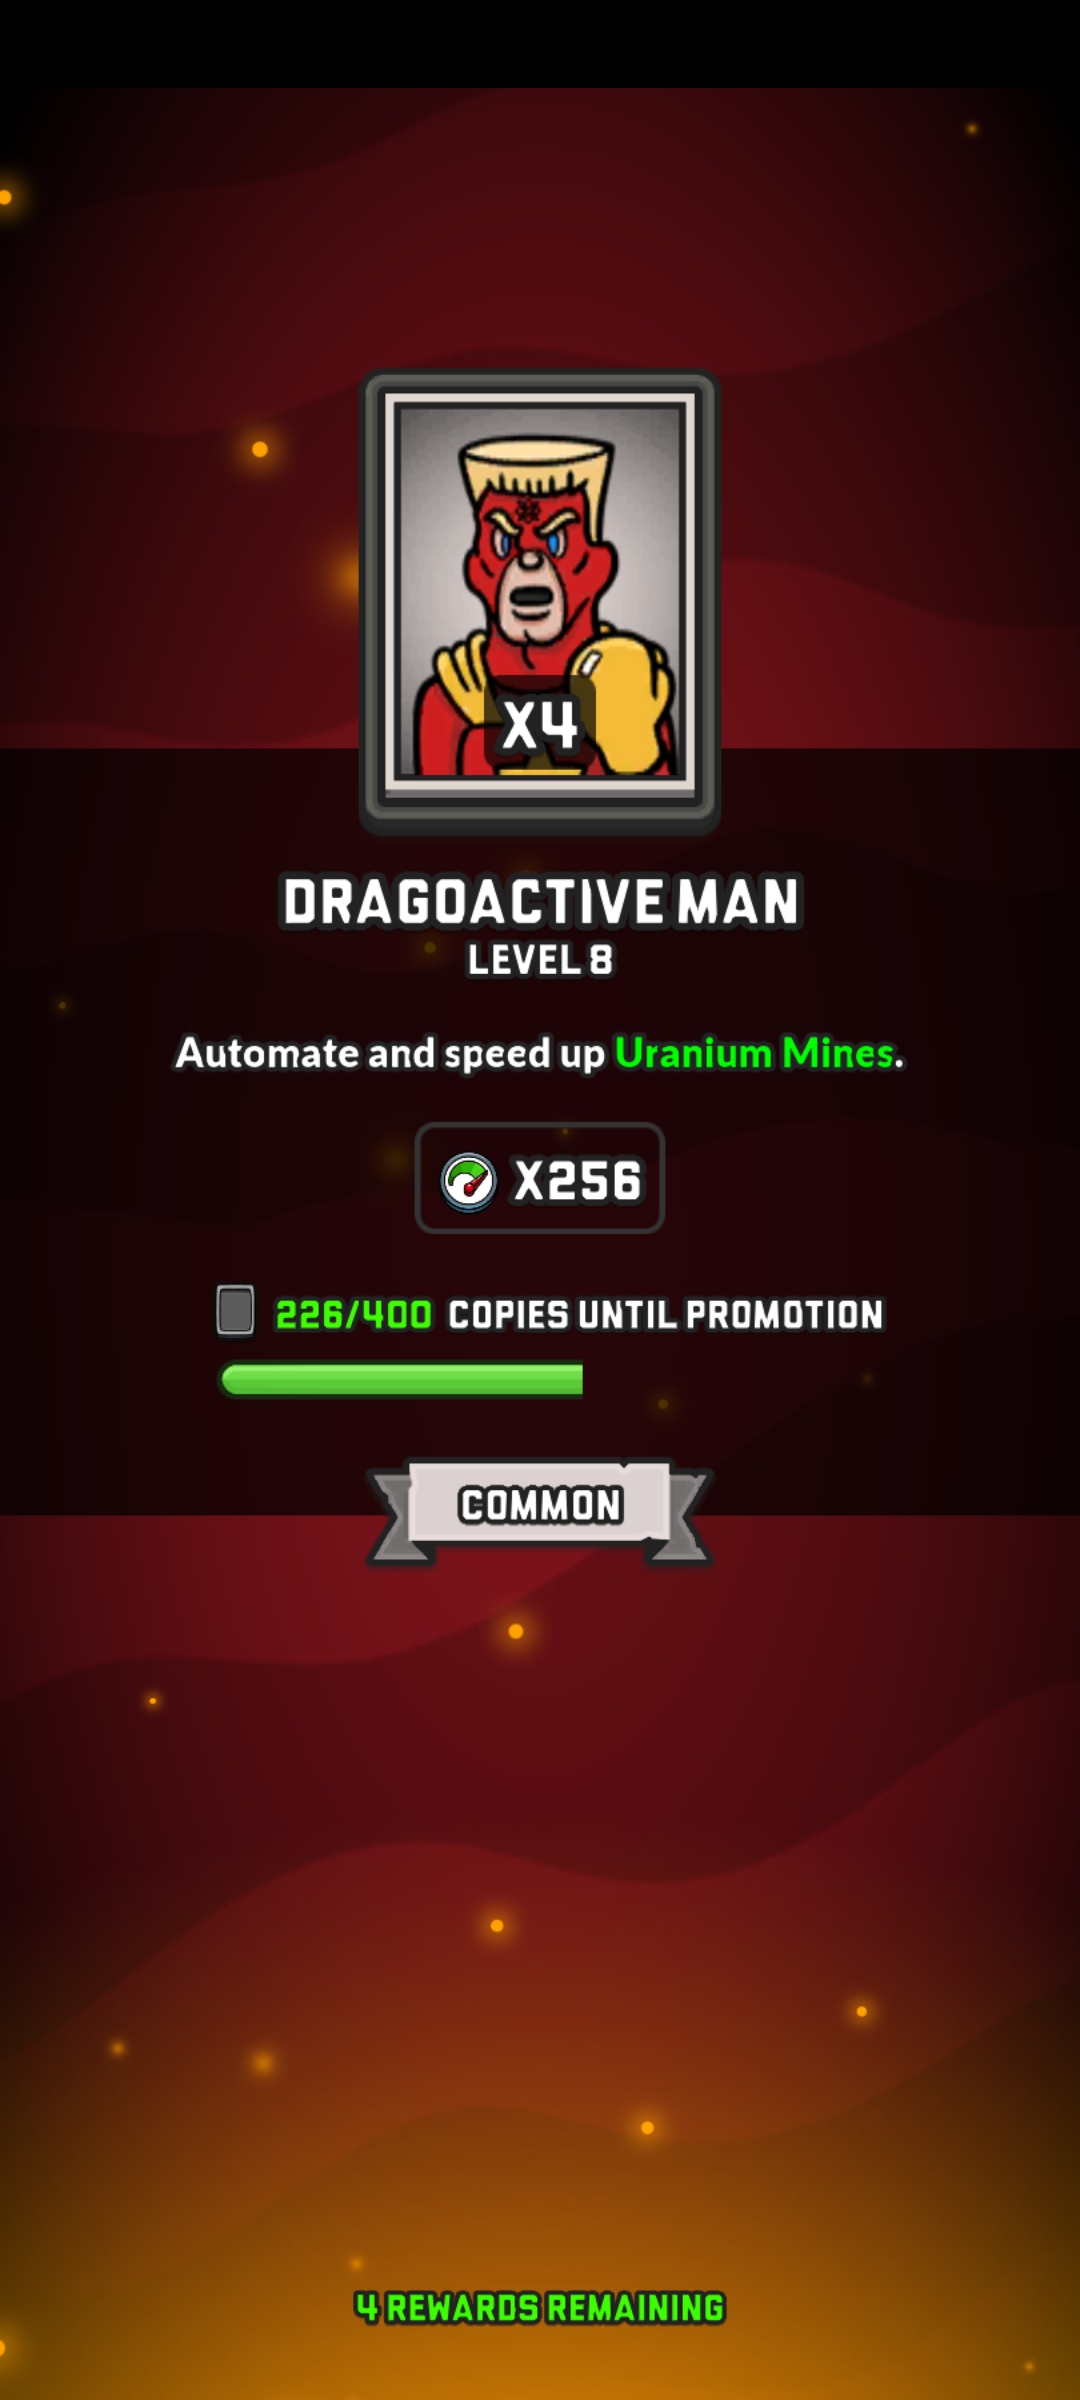 X4
DRAGOACTIVE MAN
LEVEL 8
Automate and speed up Uranium Mines.
X256
226/400 COPIES UNTIL PROMOTION
COMMON
4 REWARDS REMAINING